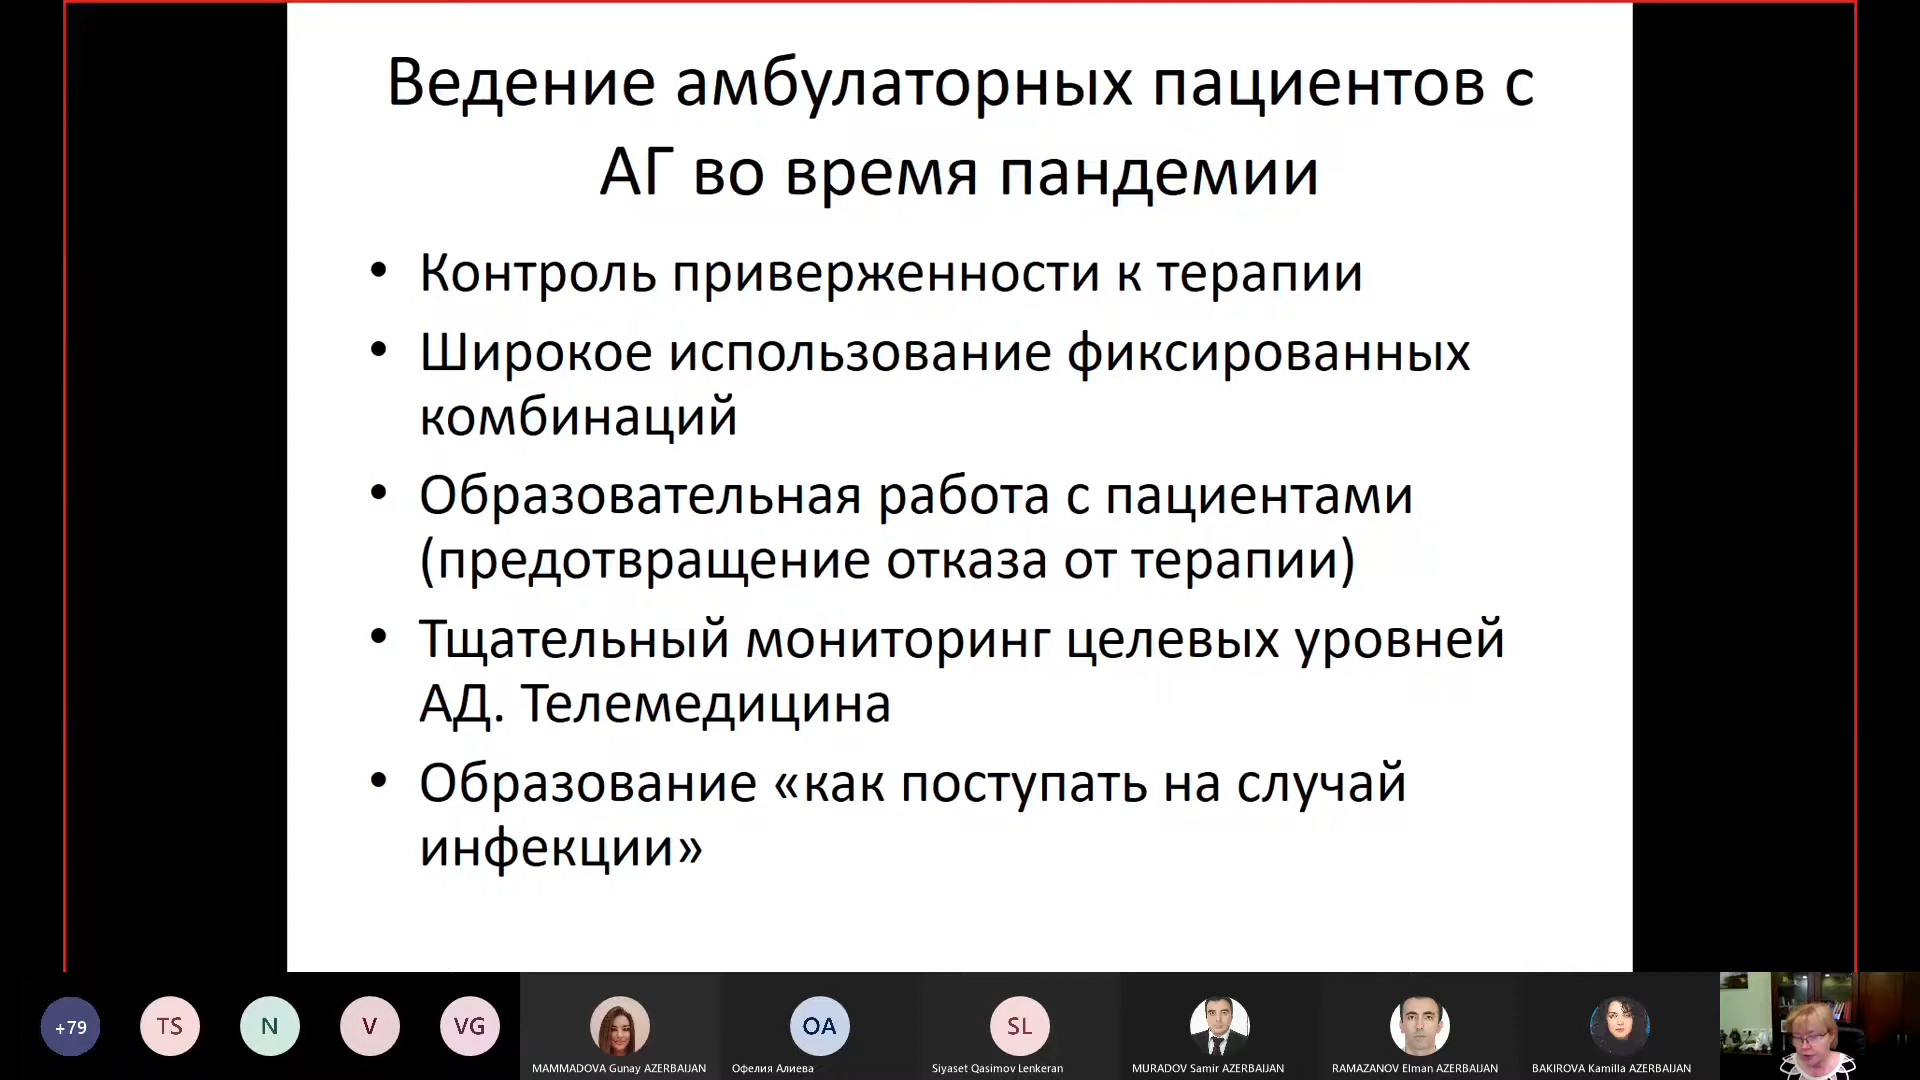 Ведение амбулаторных пациентов с
АГ во время пандемии
• Контроль приверженности к терапии
• Широкое использование фиксированных
комбинаций
• Образовательная работа с пациентами
(предотвращение отказа от терапии)
• Тщательный мониторинг целевых уровней
АД. Телемедицина
• Образование «как поступать на случай
инфекции»
+79
TS
N
V
VG
OA
SL
MAMMADOVA Gunay AZERBAIJAN
Офелия Алиева
Siyaset Qasimov Lenkeran
MURADOV Samir AZERBAIJAN
RAMAZANOV Elman AZERBAIJAN
BAKIROVA Kamilla AZERBAIJAN